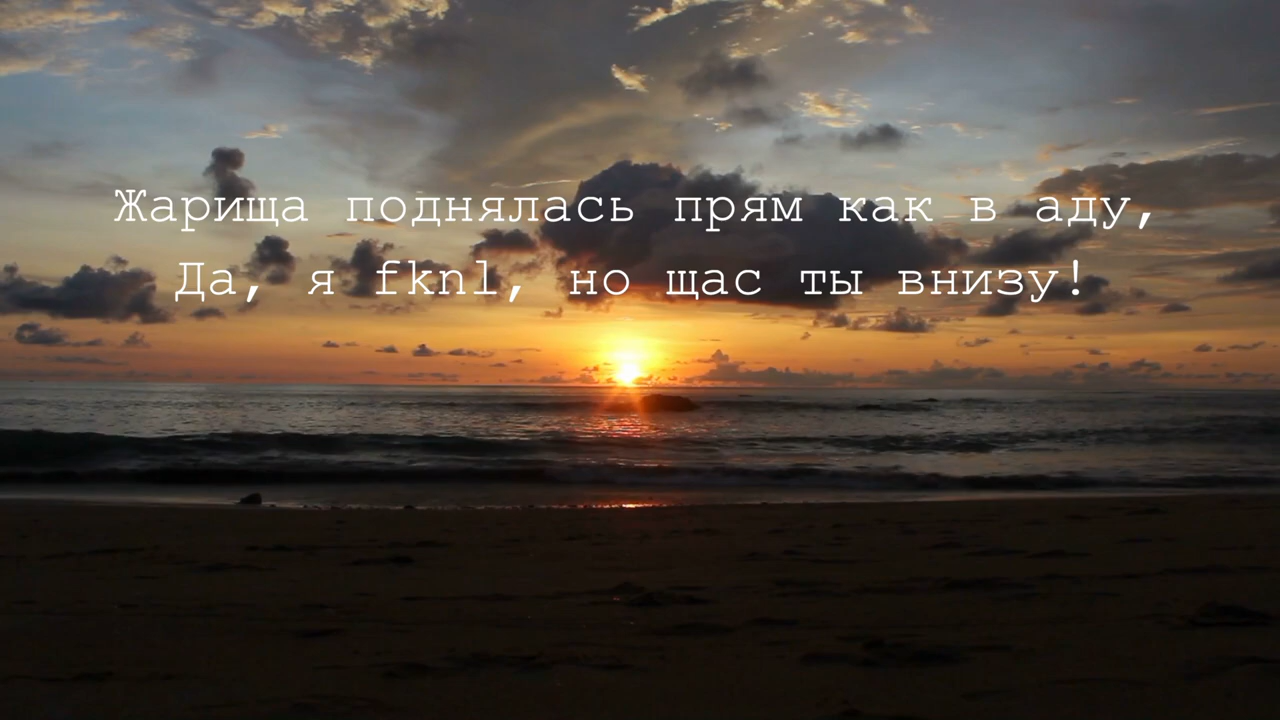 Жарища поднялась прям как в аду,
Да, я fknl, но щас ты внизу!